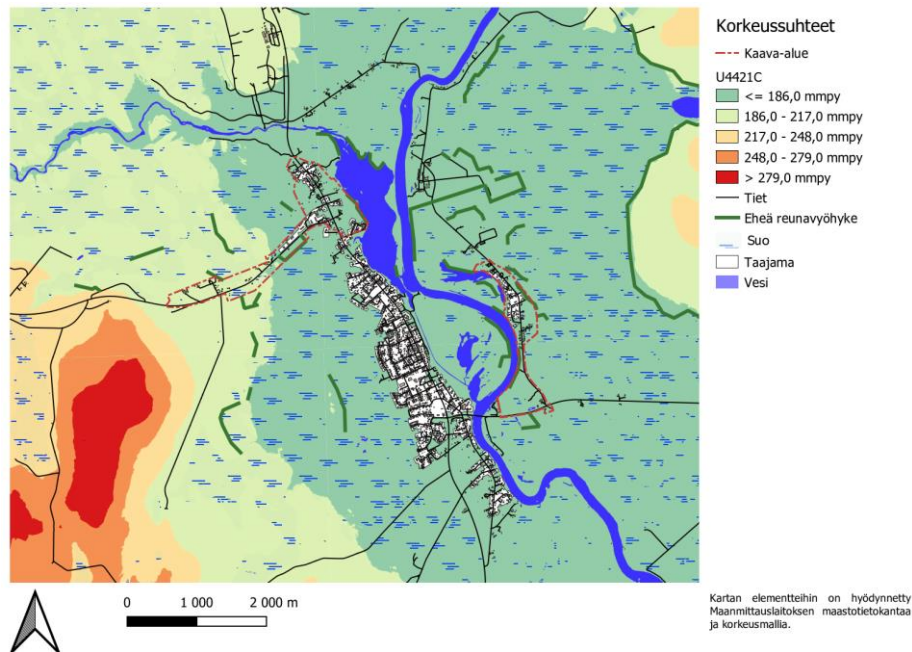 Korkeussuhteet
Kaava-alue
U4421C
<= 186,0 mmpy
186,0 - 217,0 mmpy
217,0 - 248,0 mmpy
248,0 - 279,0 mmpy
> 279,0 mmpy
Tiet
Eheä reunavyöhyke
Suo
Taajama
Vesi
0 1 000 2 000 m
Kartan elementteihin on hyödynnetty
Maanmittauslaitoksen maastotietokantaa
ja korkeusmallia.